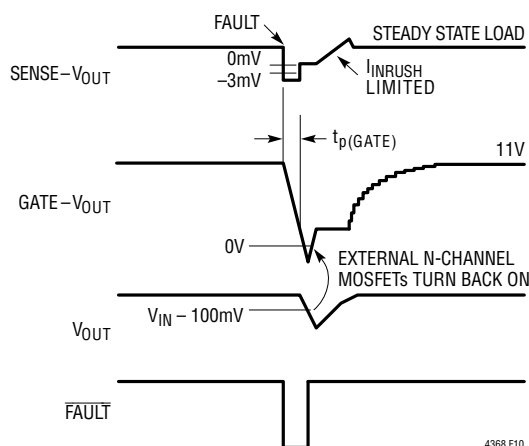 FAULT
STEADY STATE LOAD
0mV
–3mV
SENSE–VOUT
IINRUSH
LIMITED
tp(GATE)
11V
GATE–VOUT
0V
EXTERNAL N-CHANNEL
MOSFETs TURN BACK ON
VIN – 100mV
VOUT
FAULT
4368 F10